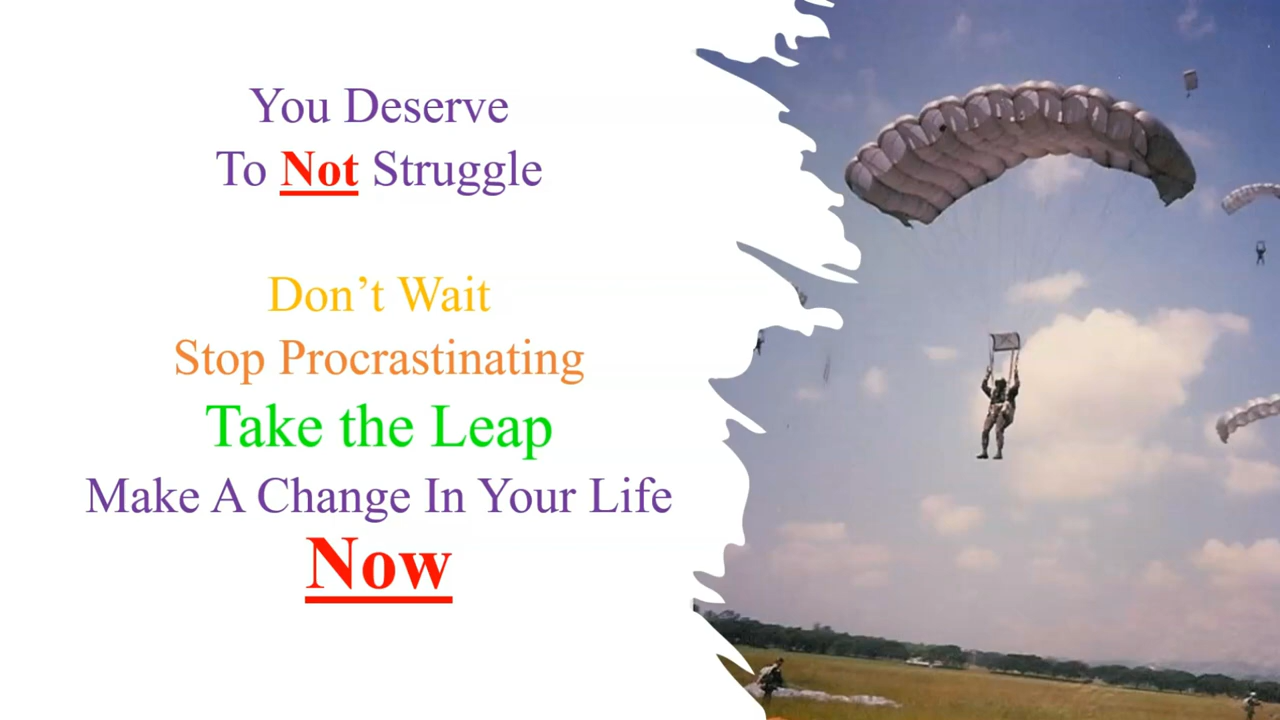 You Deserve
To Not Struggle
Don’t Wait
Stop Procrastinating
Take the Leap
Make A Change In Your Life
Now